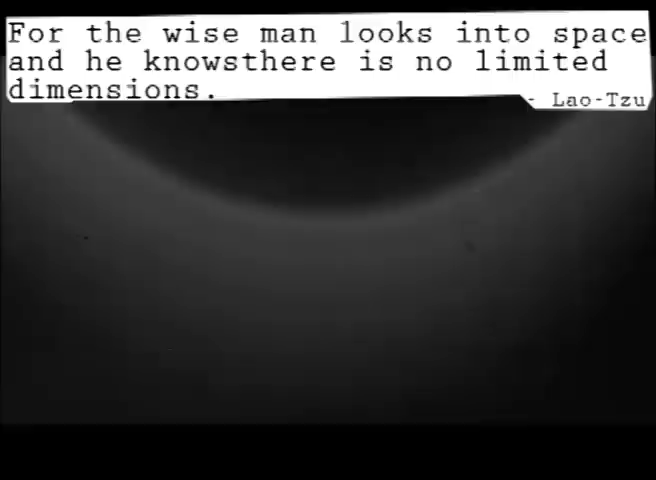 For the wise man looks into space
and he knowsthere is no limited
dimensions.
- Lao-Tzu